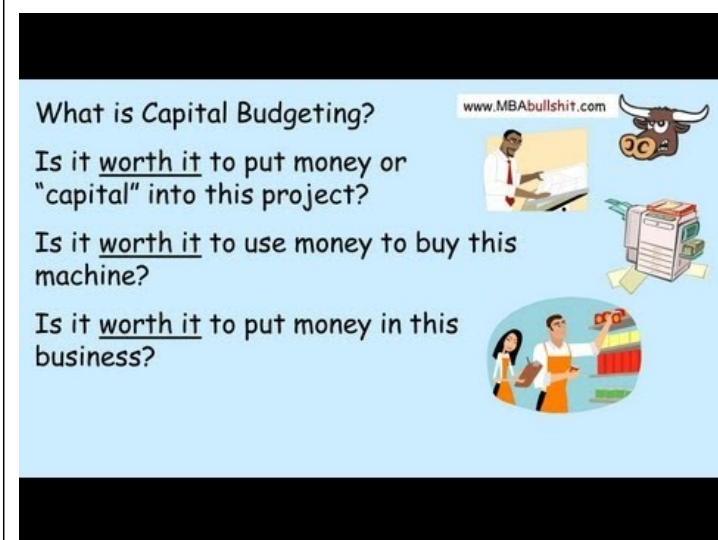 What is Capital Budgeting?
www.MBAbullshit.com
Is it worth it to put money or
“capital” into this project?
Is it worth it to use money to buy this
machine?
Is it worth it to put money in this
business?